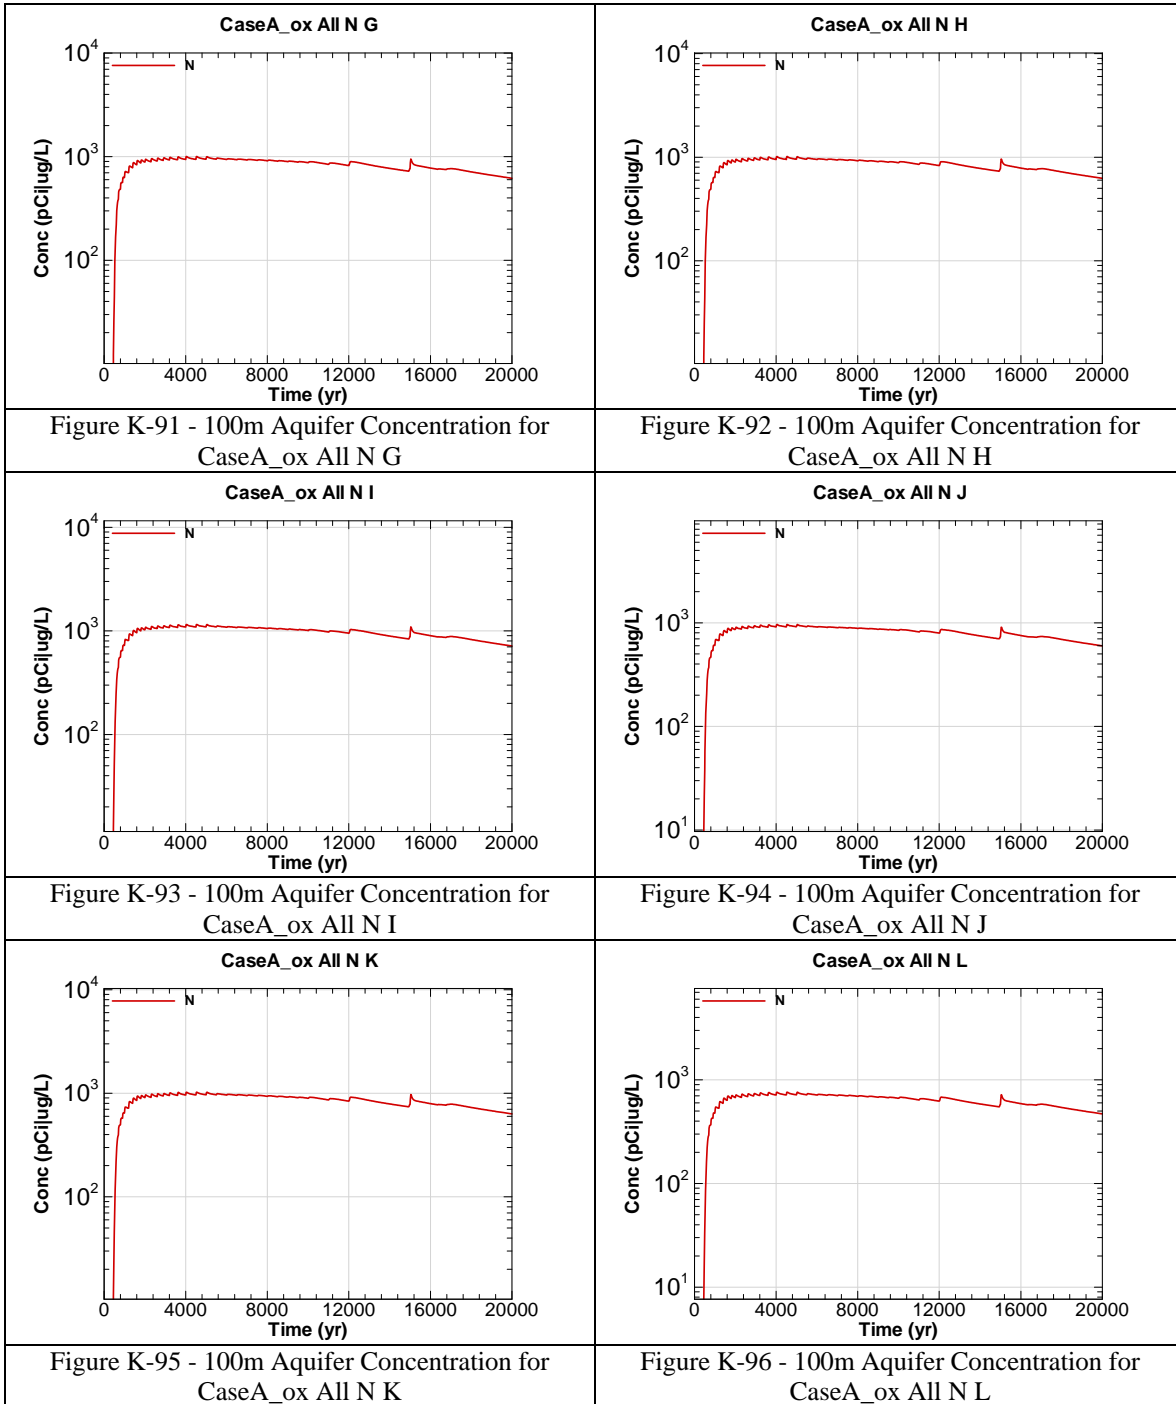 CaseA_ox All N G
N
10^4
10^3
10^2
Conc (pCi|ug/L)
0 4000 8000 12000 16000 20000
Time (yr)
Figure K-91 - 100m Aquifer Concentration for
CaseA_ox All N G
CaseA_ox All N H
N
10^4
10^3
10^2
Conc (pCi|ug/L)
0 4000 8000 12000 16000 20000
Time (yr)
Figure K-92 - 100m Aquifer Concentration for
CaseA_ox All N H
CaseA_ox All N I
N
10^4
10^3
10^2
Conc (pCi|ug/L)
0 4000 8000 12000 16000 20000
Time (yr)
Figure K-93 - 100m Aquifer Concentration for
CaseA_ox All N I
CaseA_ox All N J
N
10^3
10^2
10^1
Conc (pCi|ug/L)
0 4000 8000 12000 16000 20000
Time (yr)
Figure K-94 - 100m Aquifer Concentration for
CaseA_ox All N J
CaseA_ox All N K
N
10^4
10^3
10^2
Conc (pCi|ug/L)
0 4000 8000 12000 16000 20000
Time (yr)
Figure K-95 - 100m Aquifer Concentration for
CaseA_ox All N K
CaseA_ox All N L
N
10^3
10^2
10^1
Conc (pCi|ug/L)
0 4000 8000 12000 16000 20000
Time (yr)
Figure K-96 - 100m Aquifer Concentration for
CaseA_ox All N L